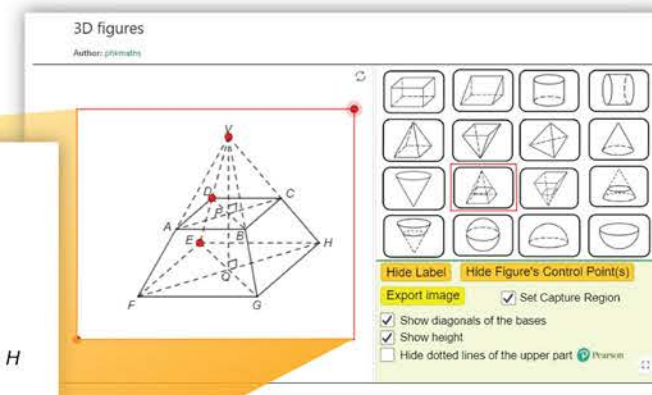 3D figures
Author: phkmaths
V
D
C
P
A
B
E
H
Q
F
G
H
Hide Label
Hide Figure's Control Point(s)
Export image
Set Capture Region
Show diagonals of the bases
Show height
Hide dotted lines of the upper part
P Pearson